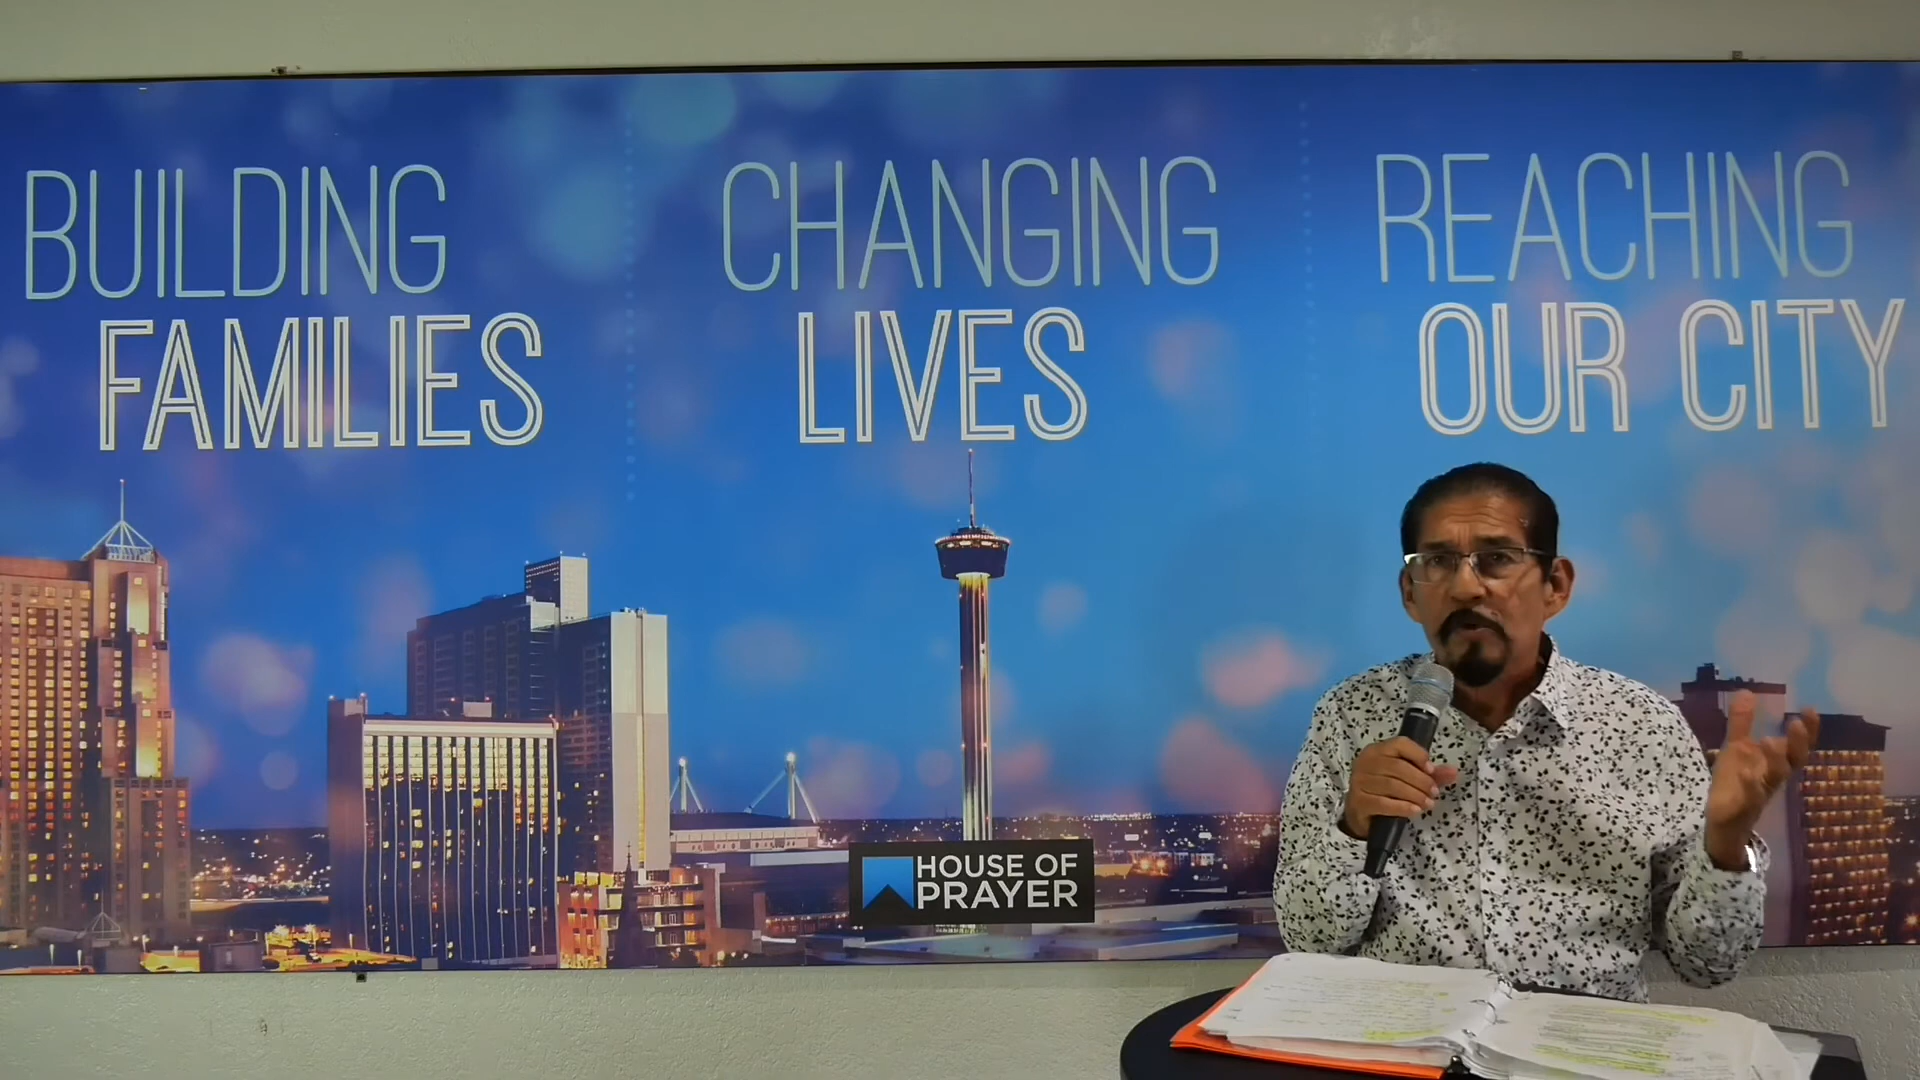 BUILDING
FAMILIES
CHANGING
LIVES
REACHING
OUR CITY
HOUSE OF
PRAYER